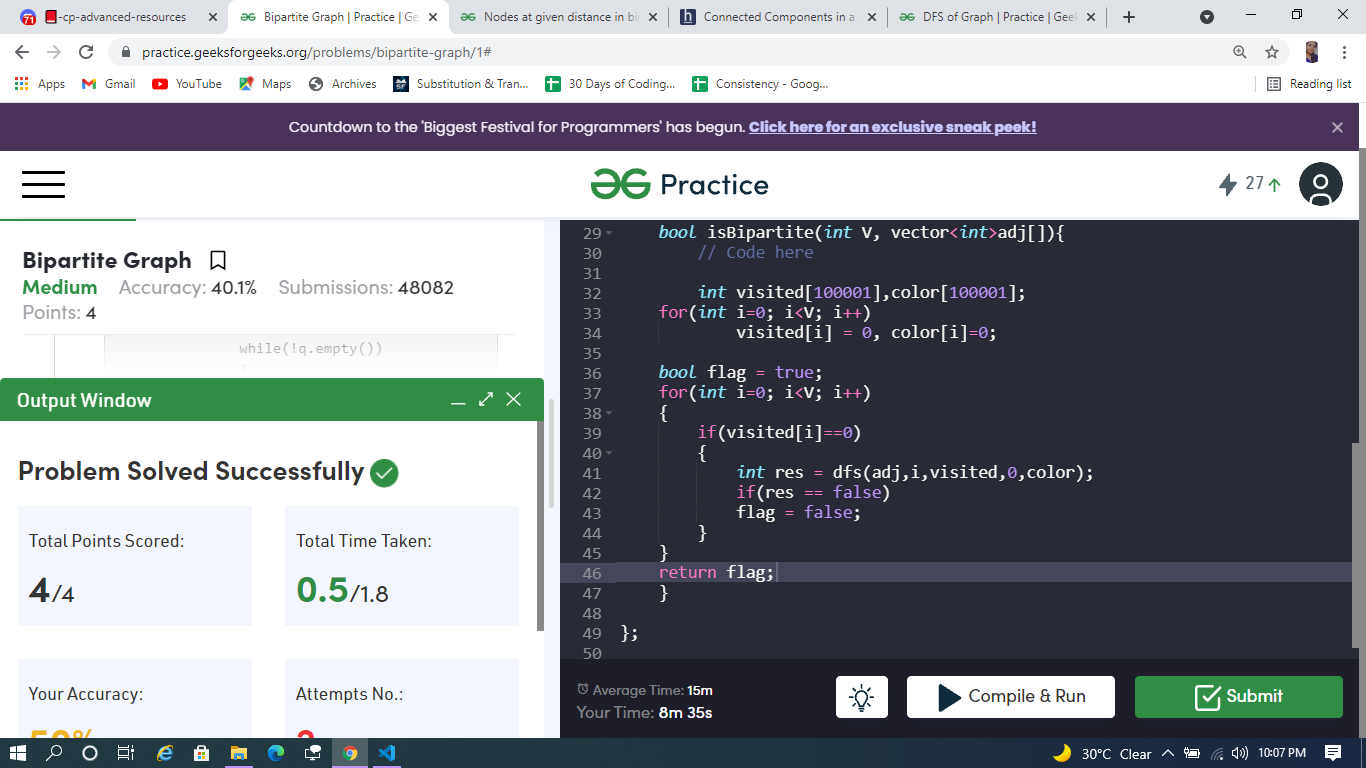 -cp-advanced-resources
Bipartite Graph | Practice | Ge
Nodes at given distance in bi
Connected Components in a
DFS of Graph | Practice | Geek
practice.geeksforgeeks.org/problems/bipartite-graph/1#
Apps Gmail YouTube Maps Archives Substitution & Tran... 30 Days of Coding... Consistency - Goog... Reading list
Countdown to the 'Biggest Festival for Programmers' has begun. Click here for an exclusive sneak peek!
Practice
27
Bipartite Graph
Medium Accuracy: 40.1% Submissions: 48082
Points: 4
while(!q.empty())
{
Output Window
Problem Solved Successfully
Total Points Scored:
4/4
Total Time Taken:
0.5/1.8
Your Accuracy:
50%
Attempts No.:
29 bool isBipartite(int V, vector<int>adj[]){
30 // Code here
31
32 int visited[100001],color[100001];
33 for(int i=0; i<V; i++)
34 visited[i] = 0, color[i]=0;
35
36 bool flag = true;
37 for(int i=0; i<V; i++)
38 {
39 if(visited[i]==0)
40 {
41 int res = dfs(adj,i,visited,0,color);
42 if(res == false)
43 flag = false;
44 }
45 }
46 return flag;
47 }
48
49 };
50
Average Time: 15m
Your Time: 8m 35s
Compile & Run
Submit
30°C Clear
10:07 PM